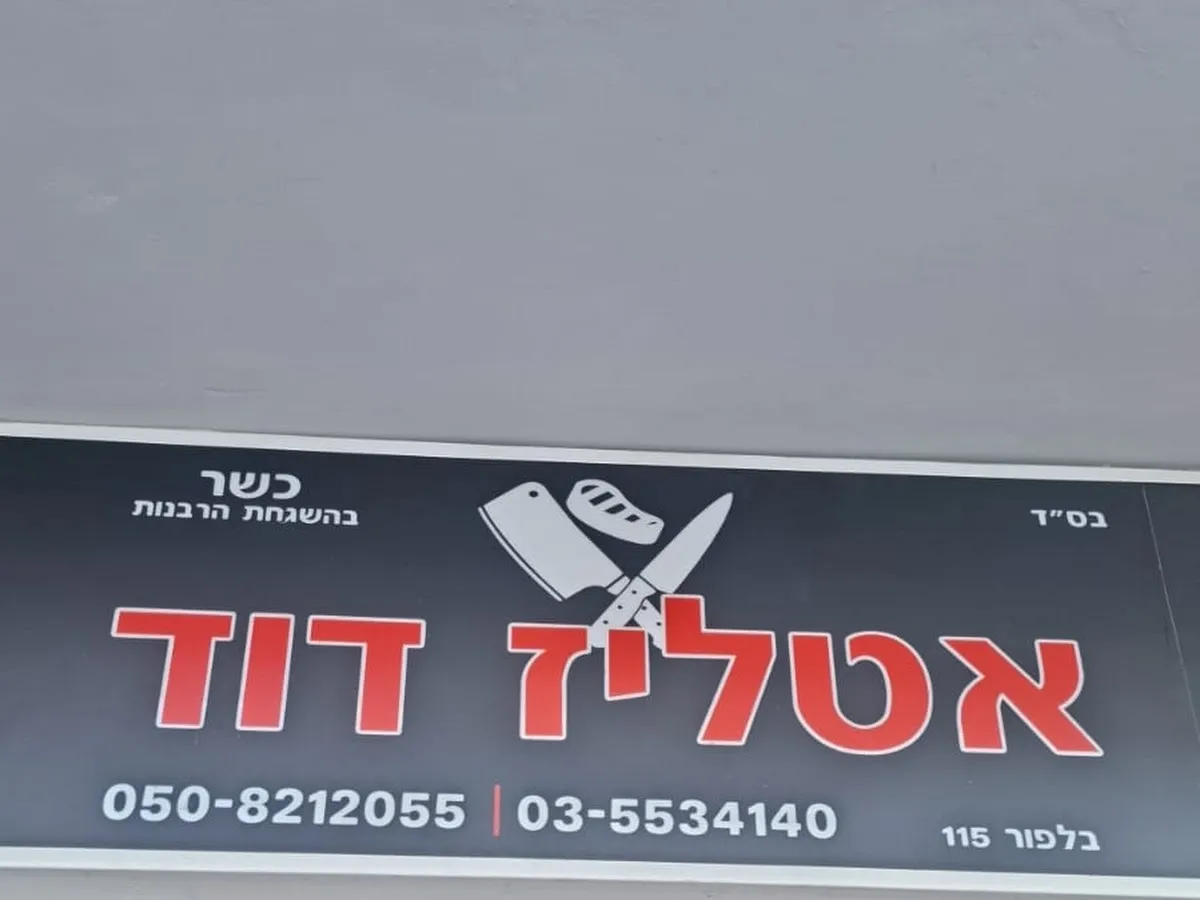 בס"ד
כשר
בהשגחת הרבנות
אטליז דוד
בלפור 115
03-5534140 | 050-8212055